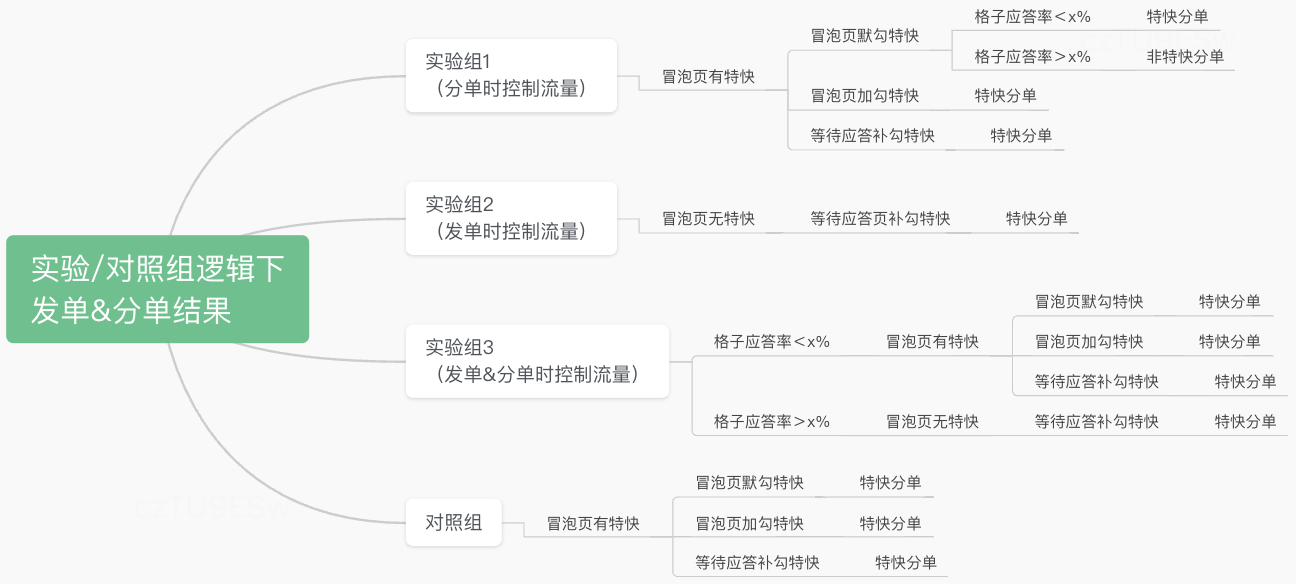 实验/对照组逻辑下
发单&分单结果
实验组1
（分单时控制流量）
冒泡页有特快
冒泡页默勾特快
格子应答率<x%
特快分单
格子应答率>x%
非特快分单
冒泡页加勾特快
特快分单
等待应答补勾特快
特快分单
实验组2
（发单时控制流量）
冒泡页无特快
等待应答页补勾特快
特快分单
实验组3
（发单&分单时控制流量）
格子应答率<x%
冒泡页有特快
冒泡页默勾特快
特快分单
冒泡页加勾特快
特快分单
等待应答补勾特快
特快分单
格子应答率>x%
冒泡页无特快
等待应答补勾特快
特快分单
对照组
冒泡页有特快
冒泡页默勾特快
特快分单
冒泡页加勾特快
特快分单
等待应答补勾特快
特快分单